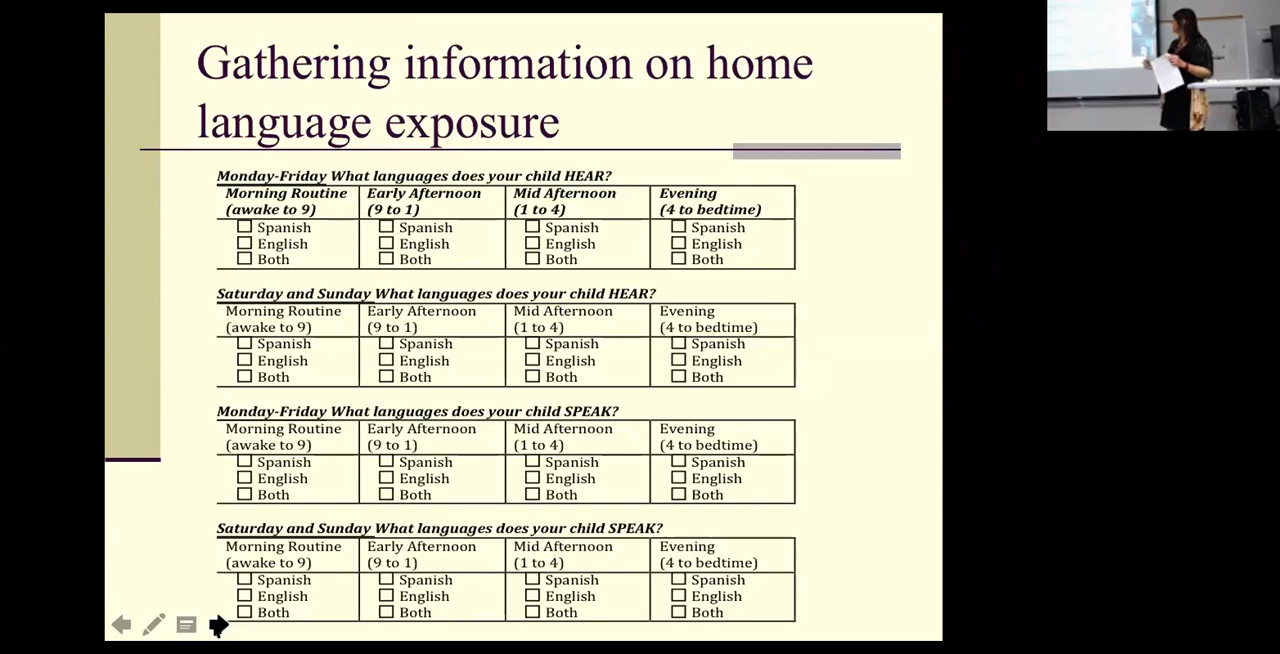 Gathering information on home
language exposure
Monday-Friday What languages does your child HEAR?
Morning Routine Early Afternoon Mid Afternoon Evening
(awake to 9) (9 to 1) (1 to 4) (4 to bedtime)
☐ Spanish ☐ Spanish ☐ Spanish ☐ Spanish
☐ English ☐ English ☐ English ☐ English
☐ Both ☐ Both ☐ Both ☐ Both
Saturday and Sunday What languages does your child HEAR?
Morning Routine Early Afternoon Mid Afternoon Evening
(awake to 9) (9 to 1) (1 to 4) (4 to bedtime)
☐ Spanish ☐ Spanish ☐ Spanish ☐ Spanish
☐ English ☐ English ☐ English ☐ English
☐ Both ☐ Both ☐ Both ☐ Both
Monday-Friday What languages does your child SPEAK?
Morning Routine Early Afternoon Mid Afternoon Evening
(awake to 9) (9 to 1) (1 to 4) (4 to bedtime)
☐ Spanish ☐ Spanish ☐ Spanish ☐ Spanish
☐ English ☐ English ☐ English ☐ English
☐ Both ☐ Both ☐ Both ☐ Both
Saturday and Sunday What languages does your child SPEAK?
Morning Routine Early Afternoon Mid Afternoon Evening
(awake to 9) (9 to 1) (1 to 4) (4 to bedtime)
☐ Spanish ☐ Spanish ☐ Spanish ☐ Spanish
☐ English ☐ English ☐ English ☐ English
☐ Both ☐ Both ☐ Both ☐ Both